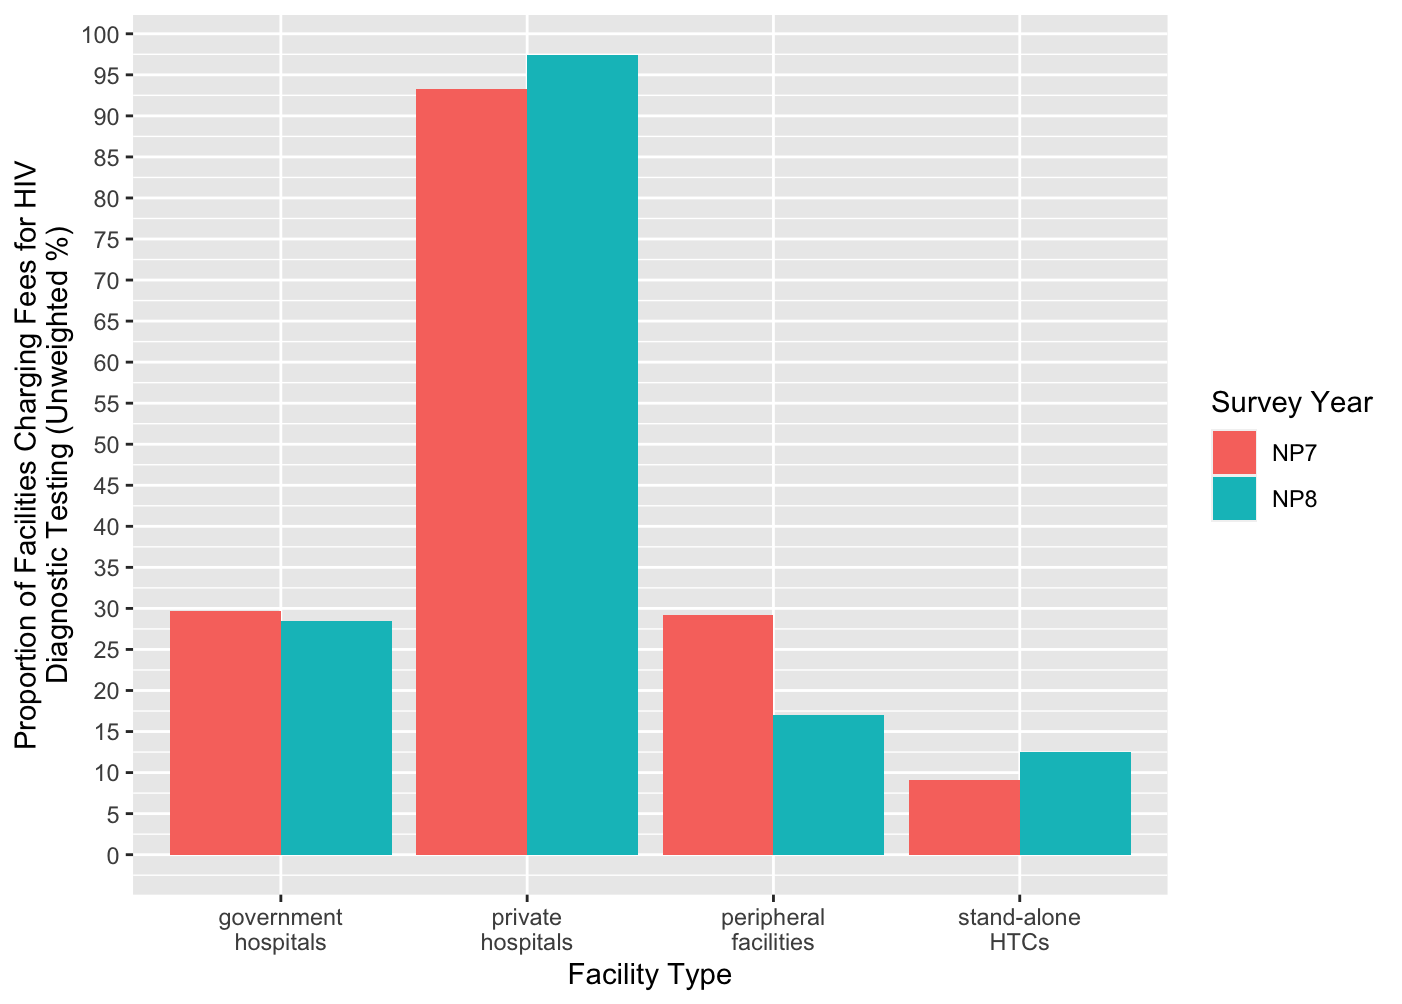 Proportion of Facilities Charging Fees for HIV
Diagnostic Testing (Unweighted %)
100
95
90
85
80
75
70
65
60
55
50
45
40
35
30
25
20
15
10
5
0
government
hospitals
private
hospitals
peripheral
facilities
stand-alone
HTCs
Facility Type
Survey Year
NP7
NP8